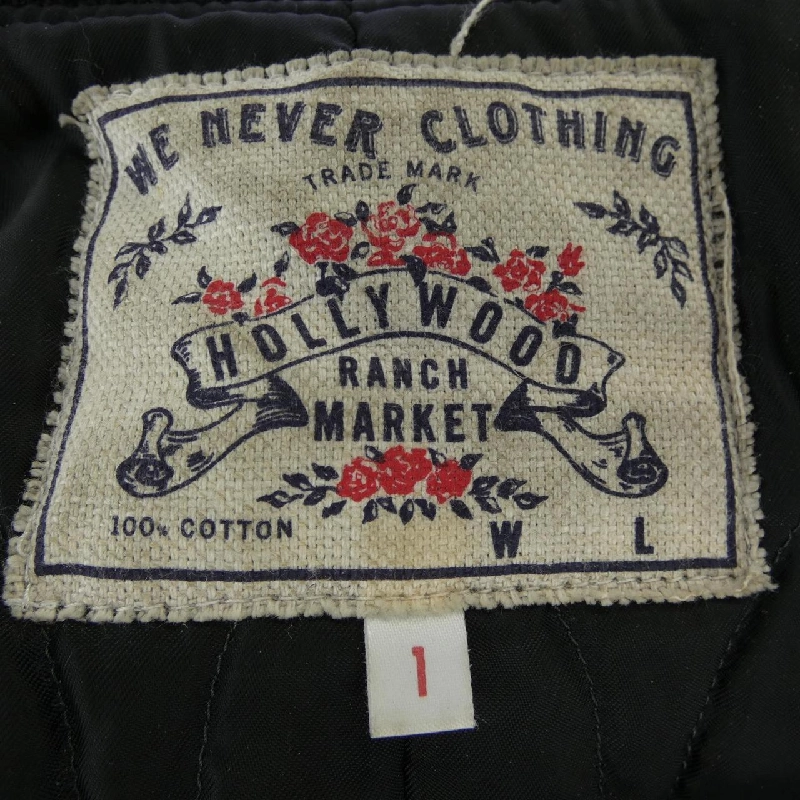 WE NEVER CLOTHING
TRADE MARK
HOLLYWOOD
RANCH
MARKET
100% COTTON W L
1